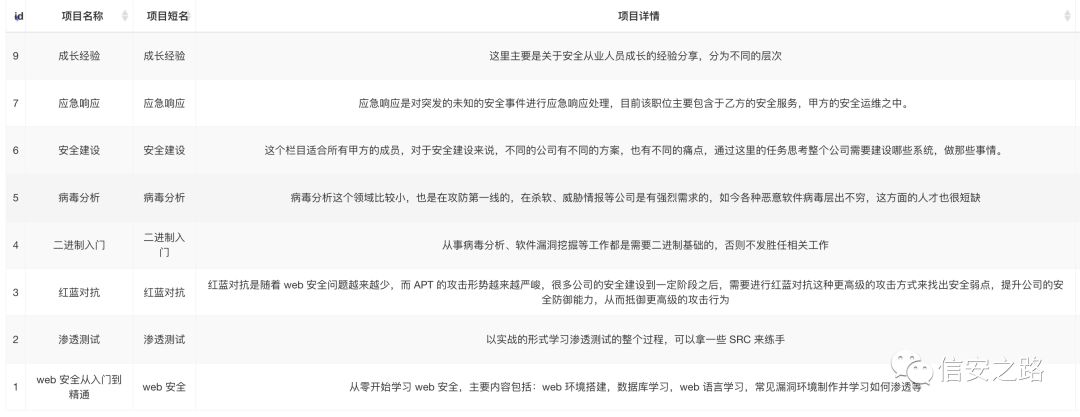 id 项目名称 项目短名 项目详情
9 成长经验 成长经验 这里主要是关于安全从业人员成长的经验分享，分为不同的层次
7 应急响应 应急响应 应急响应是对突发的未知的安全事件进行应急响应处理，目前该职位主要包含于乙方的安全服务，甲方的安全运维之中。
6 安全建设 安全建设 这个栏目适合所有甲方的成员，对于安全建设来说，不同的公司有不同的方案，也有不同的痛点，通过这里的任务思考整个公司需要建设哪些系统，做那些事情。
5 病毒分析 病毒分析 病毒分析这个领域比较小，也是在攻防第一线的，在杀软、威胁情报等公司是有强烈需求的，如今各种恶意软件病毒层出不穷，这方面的人才也很短缺
4 二进制入门 二进制入
门
从事病毒分析、软件漏洞挖掘等工作都是需要二进制基础的，否则不发胜任相关工作
3 红蓝对抗 红蓝对抗 红蓝对抗是随着 web 安全问题越来越少，而 APT 的攻击形势越来越严峻，很多公司的安全建设到一定阶段之后，需要进行红蓝对抗这种更高级的攻击方式来找出安全弱点，提升公司的安
全防御能力，从而抵御更高级的攻击行为
2 渗透测试 渗透测试 以实战的形式学习渗透测试的整个过程，可以拿一些 SRC 来练手
1 web 安全从入门到
精通
web 安全 从零开始学习 web 安全，主要内容包括：web 环境搭建，数据库学习，web 语言学习，常见漏洞环境制作并学习如何渗透等
信安之路